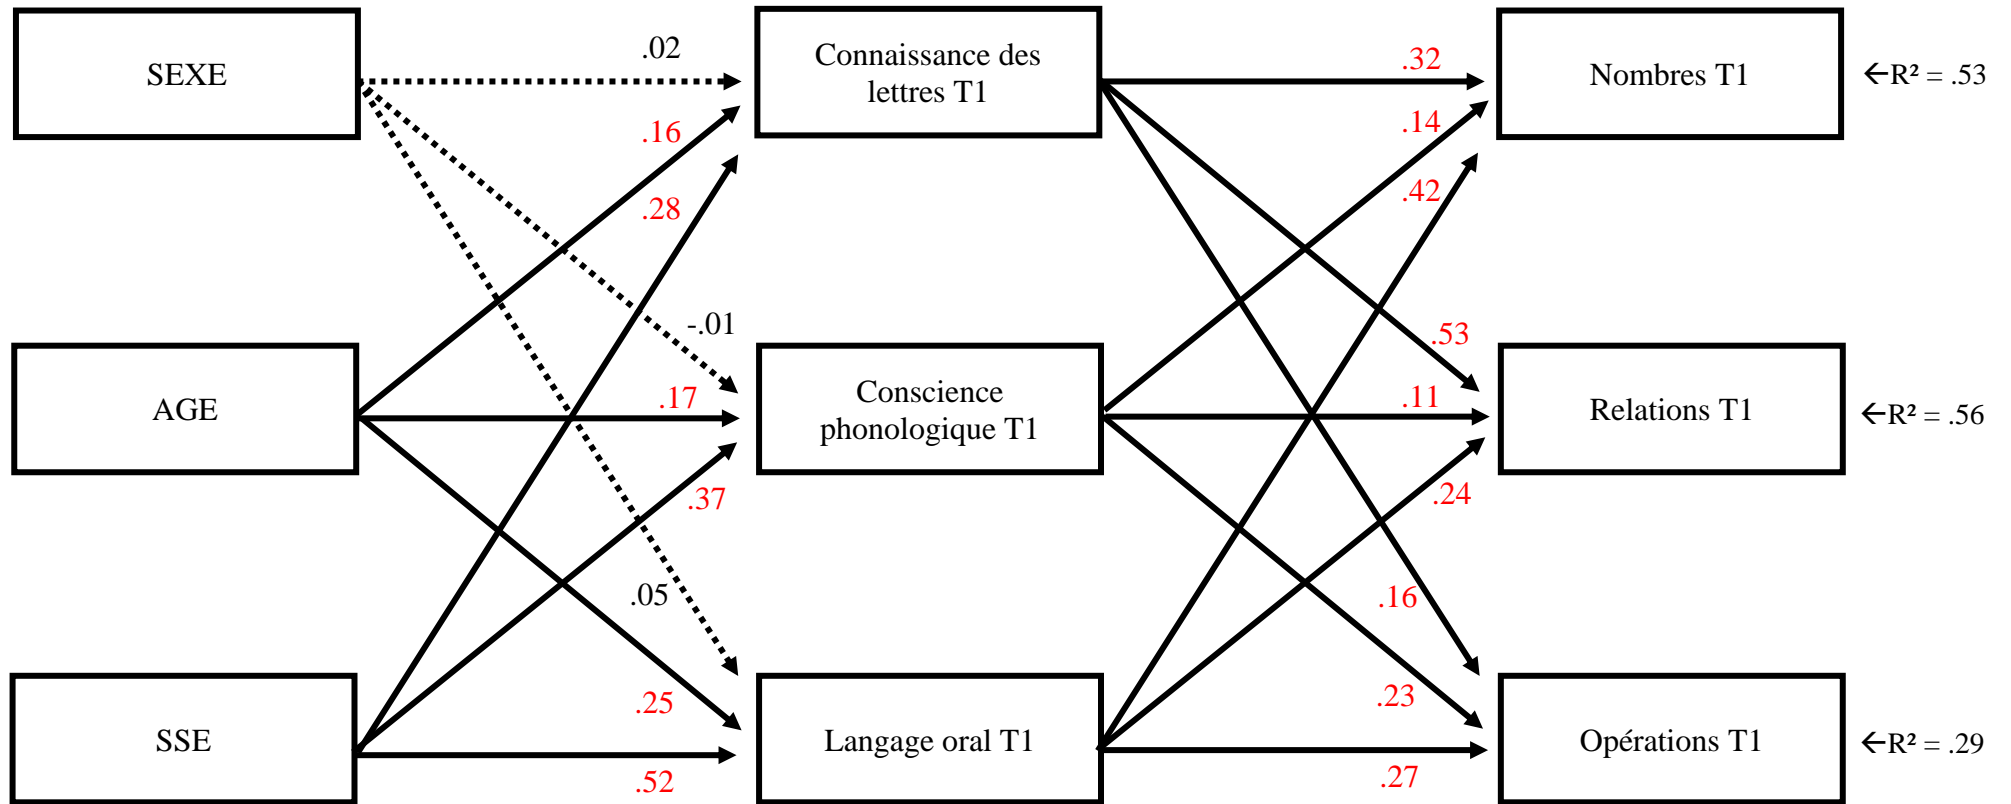 SEXE
.02
Connaissance des
lettres T1
.32
Nombres T1
←R² = .53
.16
.14
.28
.42
-.01
.53
AGE
.17
Conscience
phonologique T1
.11
Relations T1
←R² = .56
.37
.24
.05
.16
.25
.23
SSE
Langage oral T1
Opérations T1
←R² = .29
.52
.27